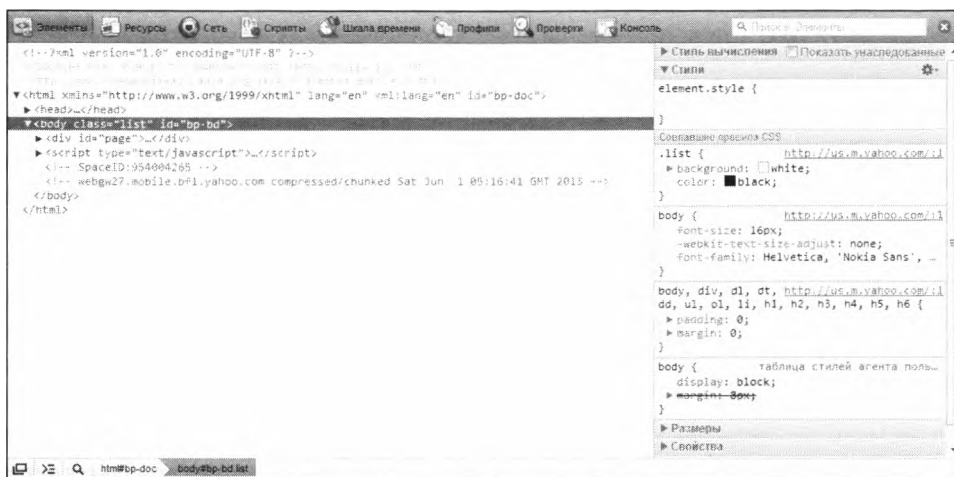 Элементы Ресурсы Сеть Скрипты Шкала времени Профили Проверки Консоль
<!--?xml version="1.0" encoding="UTF-8" ?-->
▼<html xmlns="http://www.w3.org/1999/xhtml" lang="en" xml:lang="en" id="bp-doc">
▶<head>…</head>
▼<body class="list" id="bp-bd">
▶<div id="page">…</div>
▶<script type="text/javascript">…</script>
<!-- SpaceID:954004265 -->
<!-- webgw27.mobile.bf1.yahoo.com compressed/chunked Sat Jun 1 05:16:41 GMT 2013 -->
</body>
</html>
html#bp-doc body#bp-bd.list
▶ Стиль вычисления Показать унаследованные
▼ Стили
element.style {
}
Совпавшие правила CSS
.list { http://us.m.yahoo.com/:1
▶ background: white;
color: black;
}
body { http://us.m.yahoo.com/:1
font-size: 16px;
-webkit-text-size-adjust: none;
font-family: Helvetica, 'Nokia Sans', …
}
body, div, dl, dt, http://us.m.yahoo.com/:1
dd, ul, ol, li, h1, h2, h3, h4, h5, h6 {
▶ padding: 0;
▶ margin: 0;
}
body { таблица стилей агента поль…
display: block;
▶ margin: 8px;
}
▶ Размеры
▶ Свойства